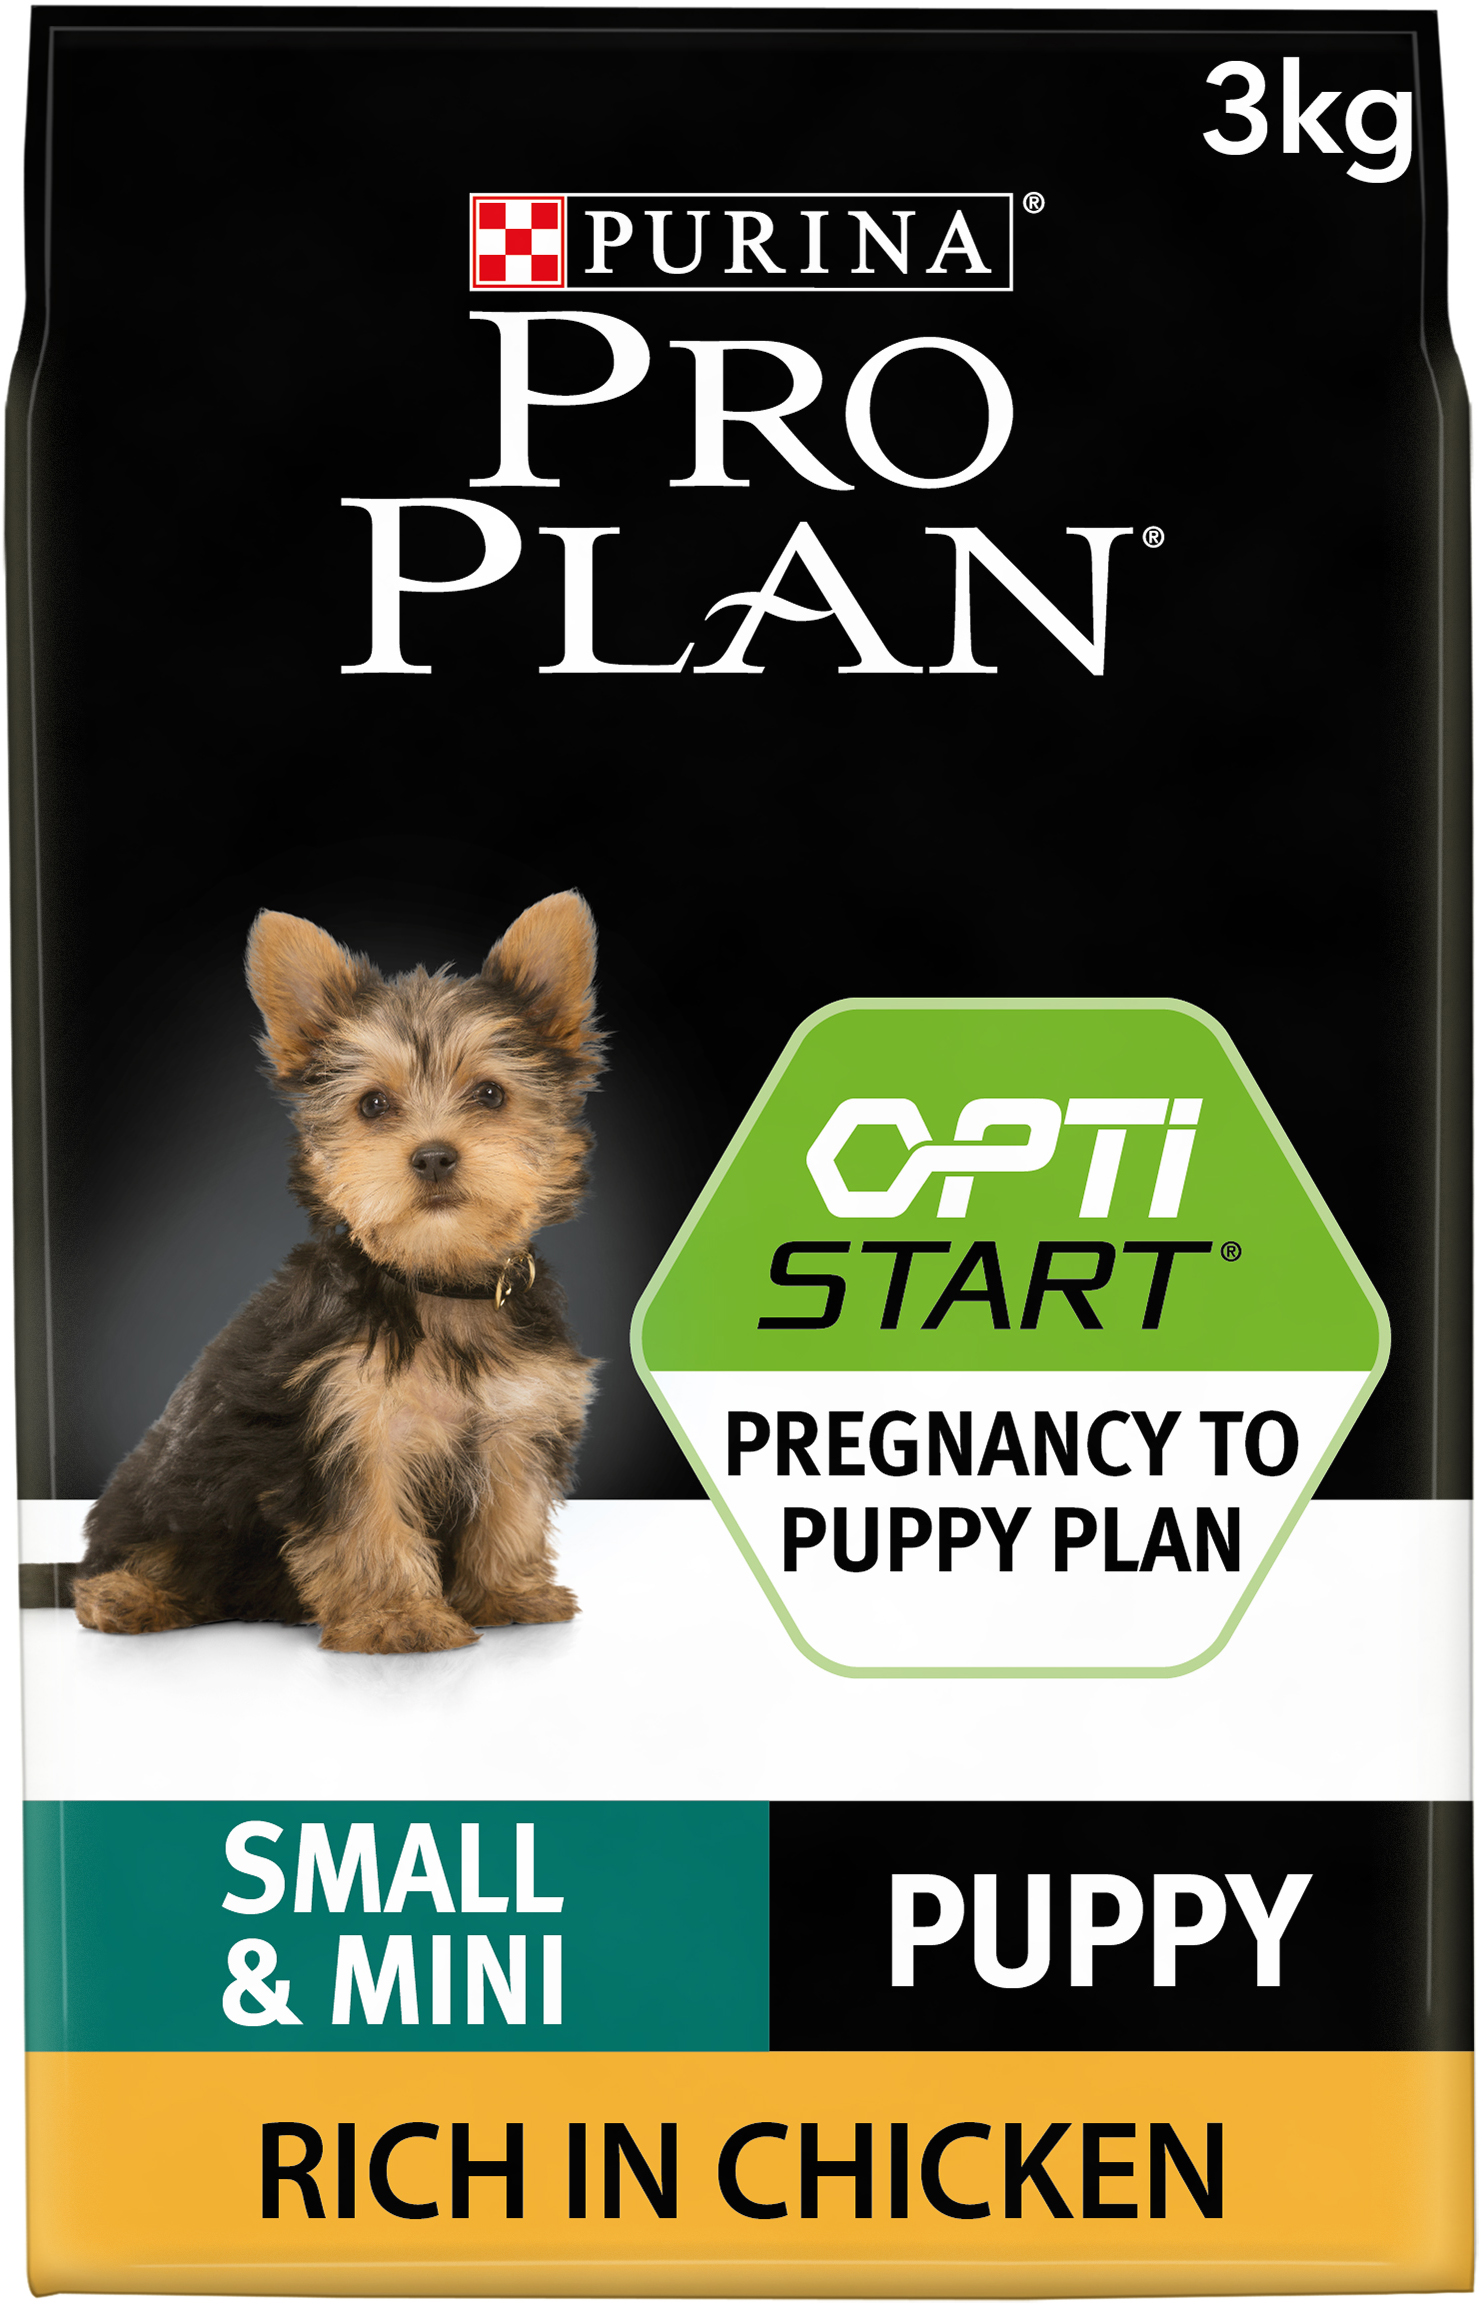 3kg
PURINA®
PRO
PLAN®
OPTi
START®
PREGNANCY TO
PUPPY PLAN
SMALL
& MINI
PUPPY
RICH IN CHICKEN